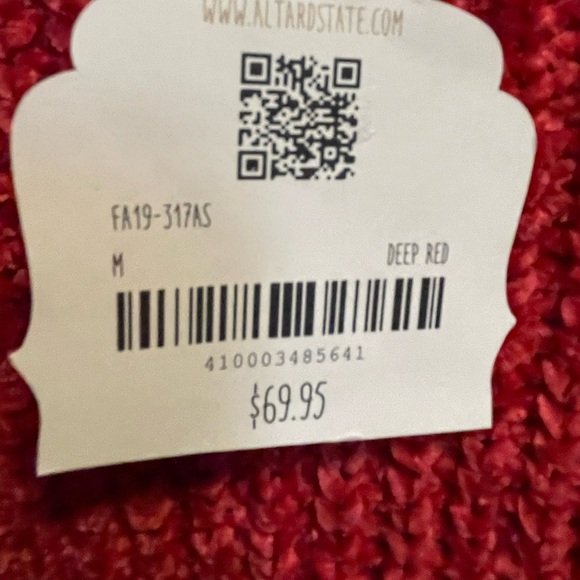 WWW.ALTARDSTATE.COM
FA19-317AS
M
DEEP RED
410003485641
$69.95